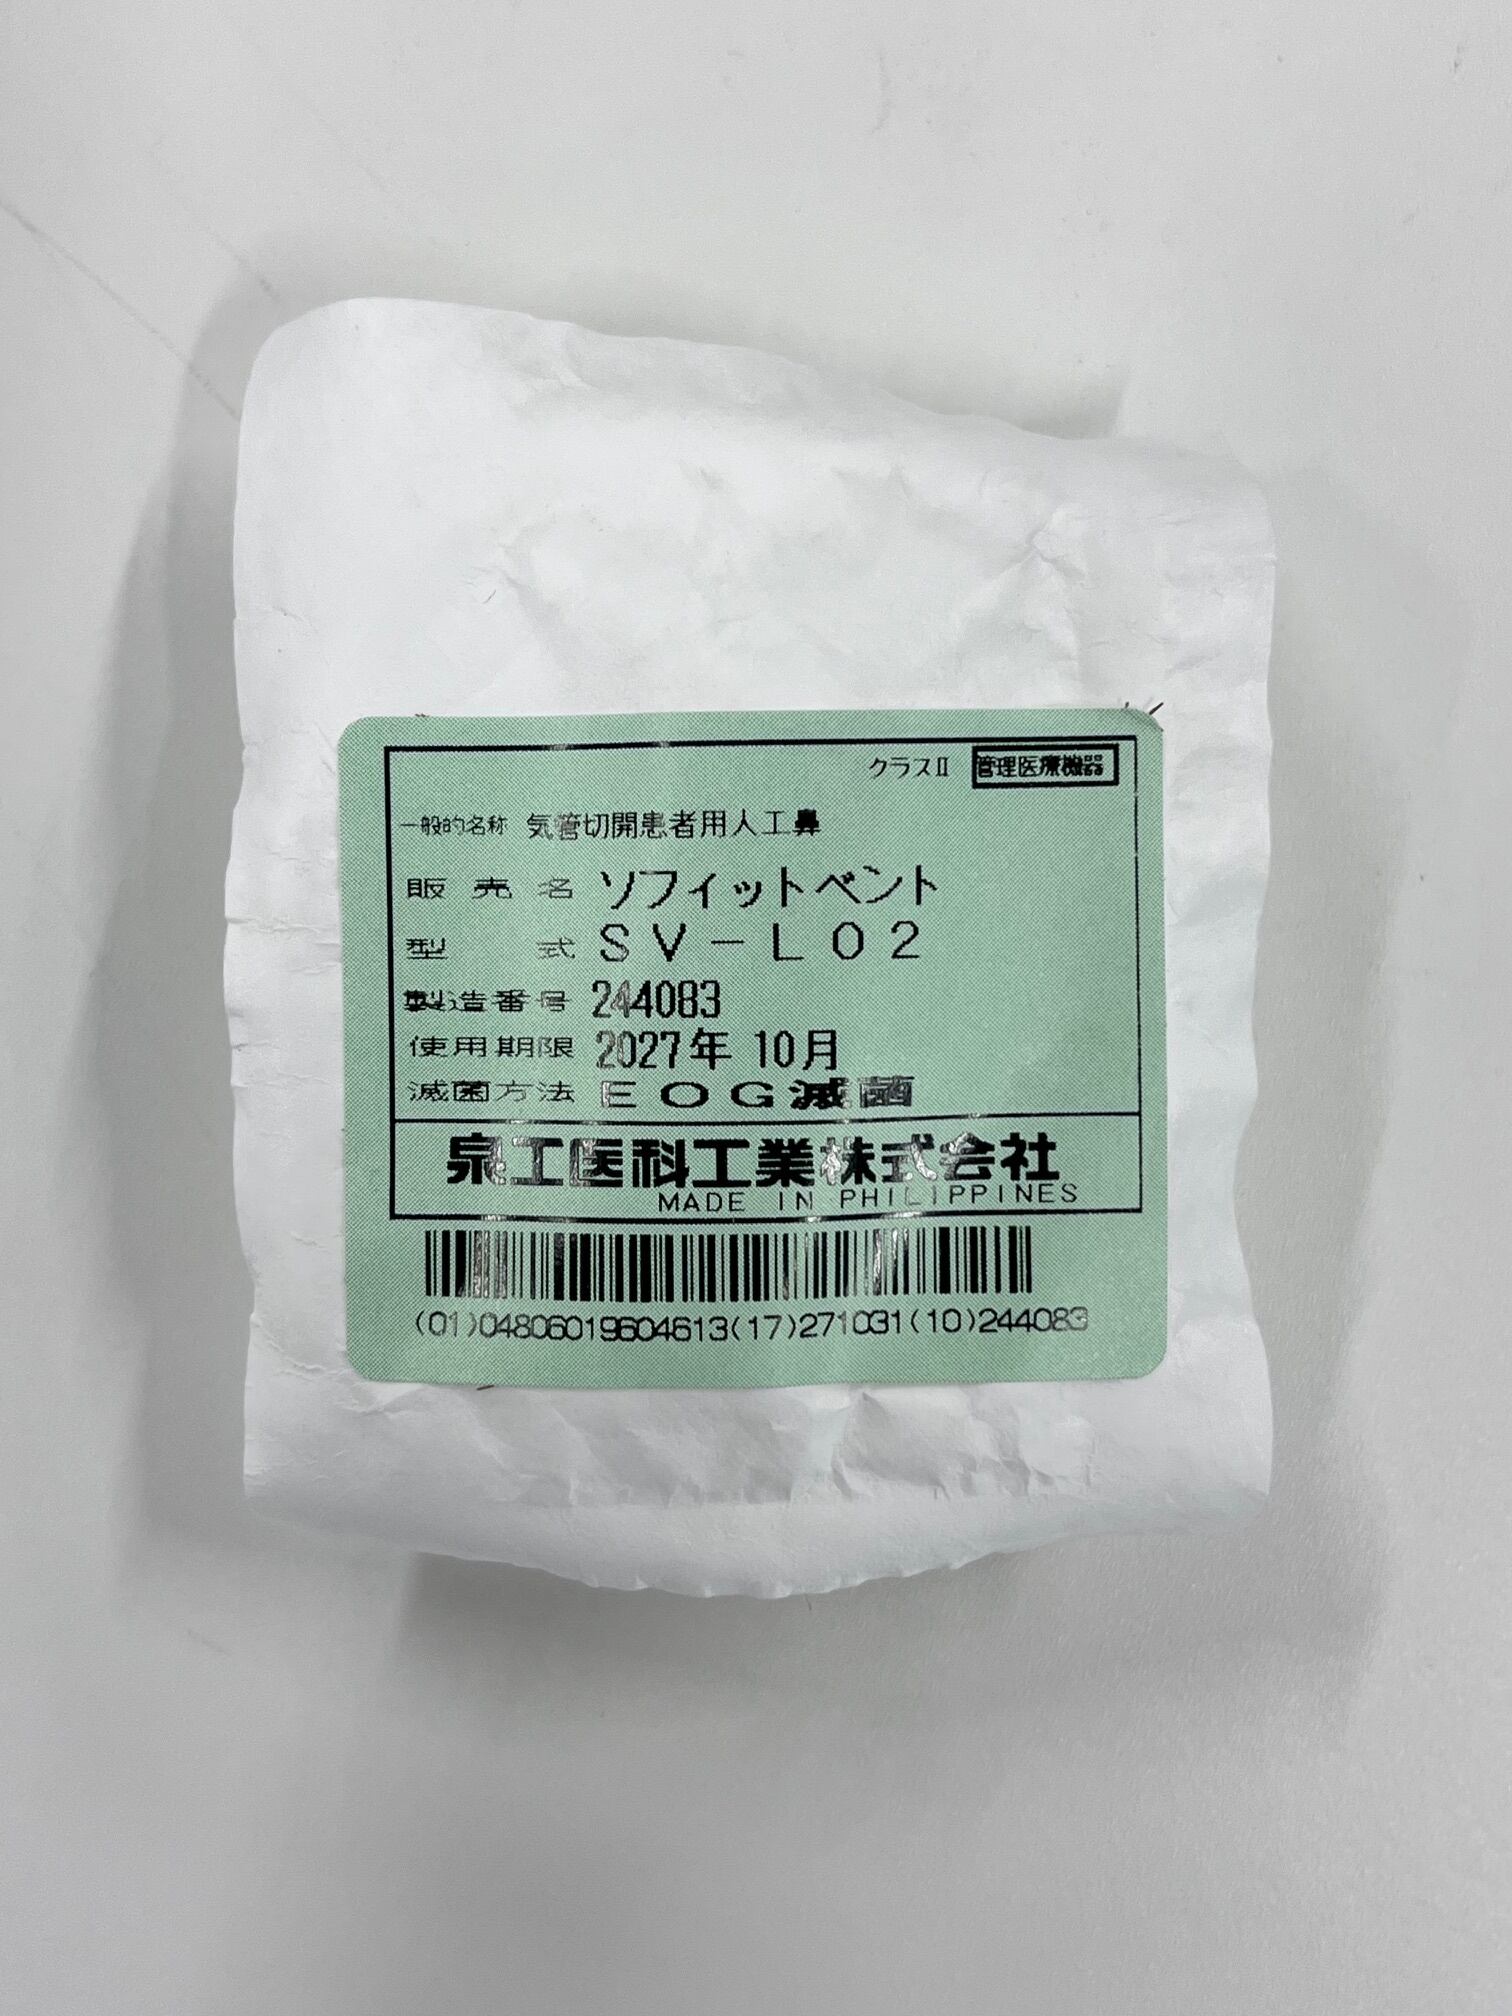 クラスⅡ 管理医療機器
一般的名称 気管切開患者用人工鼻
販売名 ソフィットベント
型式 SV-L02
製造番号 244083
使用期限 2027年 10月
滅菌方法 EOG滅菌
泉工医科工業株式会社
MADE IN PHILIPPINES
(01)04806019604613(17)271031(10)244083